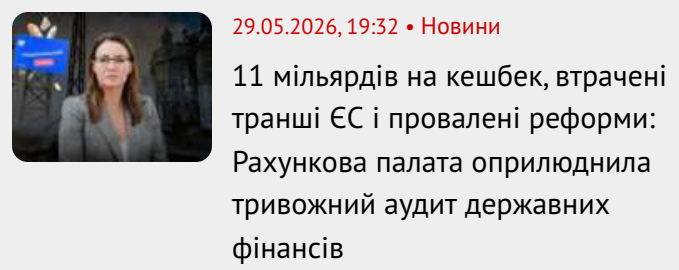 29.05.2026, 19:32 • Новини
11 мільярдів на кешбек, втрачені
транші ЄС і провалені реформи:
Рахункова палата оприлюднила
тривожний аудит державних
фінансів